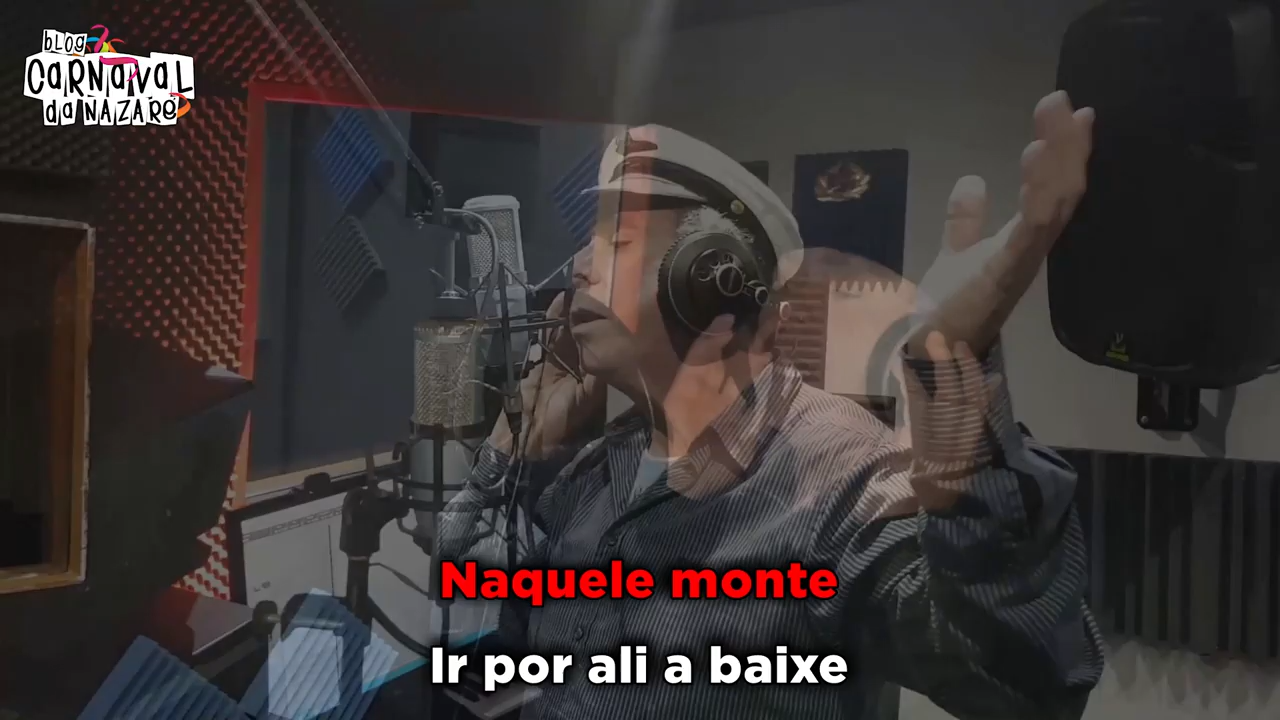 BLOG
CARNAVAL
da NAZARÉ
Naquele monte
Ir por ali a baixe